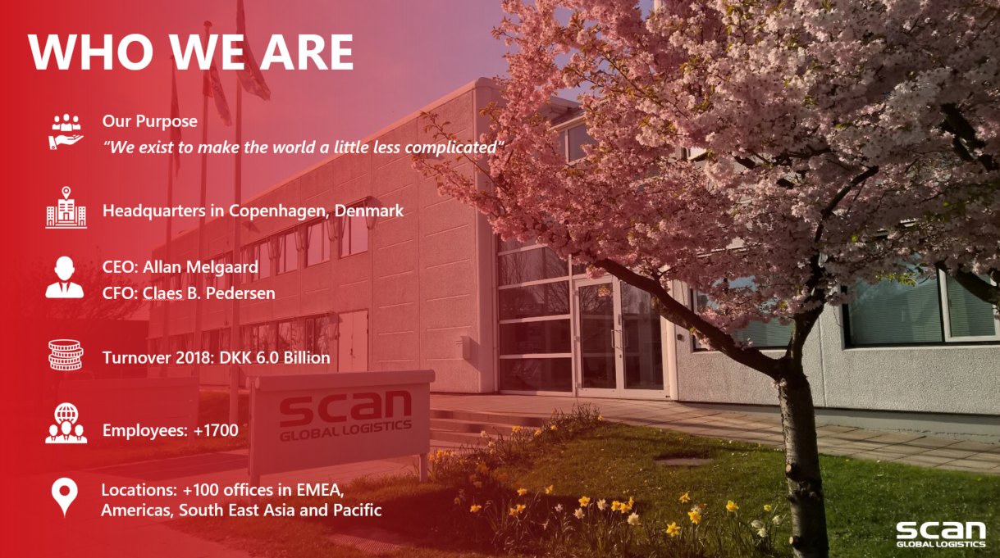 WHO WE ARE
Our Purpose
“We exist to make the world a little less complicated”
Headquarters in Copenhagen, Denmark
CEO: Allan Melgaard
CFO: Claes B. Pedersen
Turnover 2018: DKK 6.0 Billion
scan
GLOBAL LOGISTICS
Employees: +1700
Locations: +100 offices in EMEA,
Americas, South East Asia and Pacific
scan
GLOBAL LOGISTICS